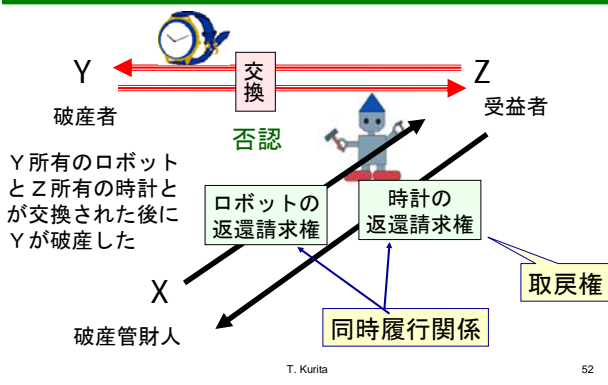 Y
破産者
交
換
Z
受益者
否認
Y所有のロボット
とZ所有の時計と
が交換された後に
Yが破産した
ロボットの
返還請求権
時計の
返還請求権
取戻権
X
破産管財人
同時履行関係
T. Kurita
52